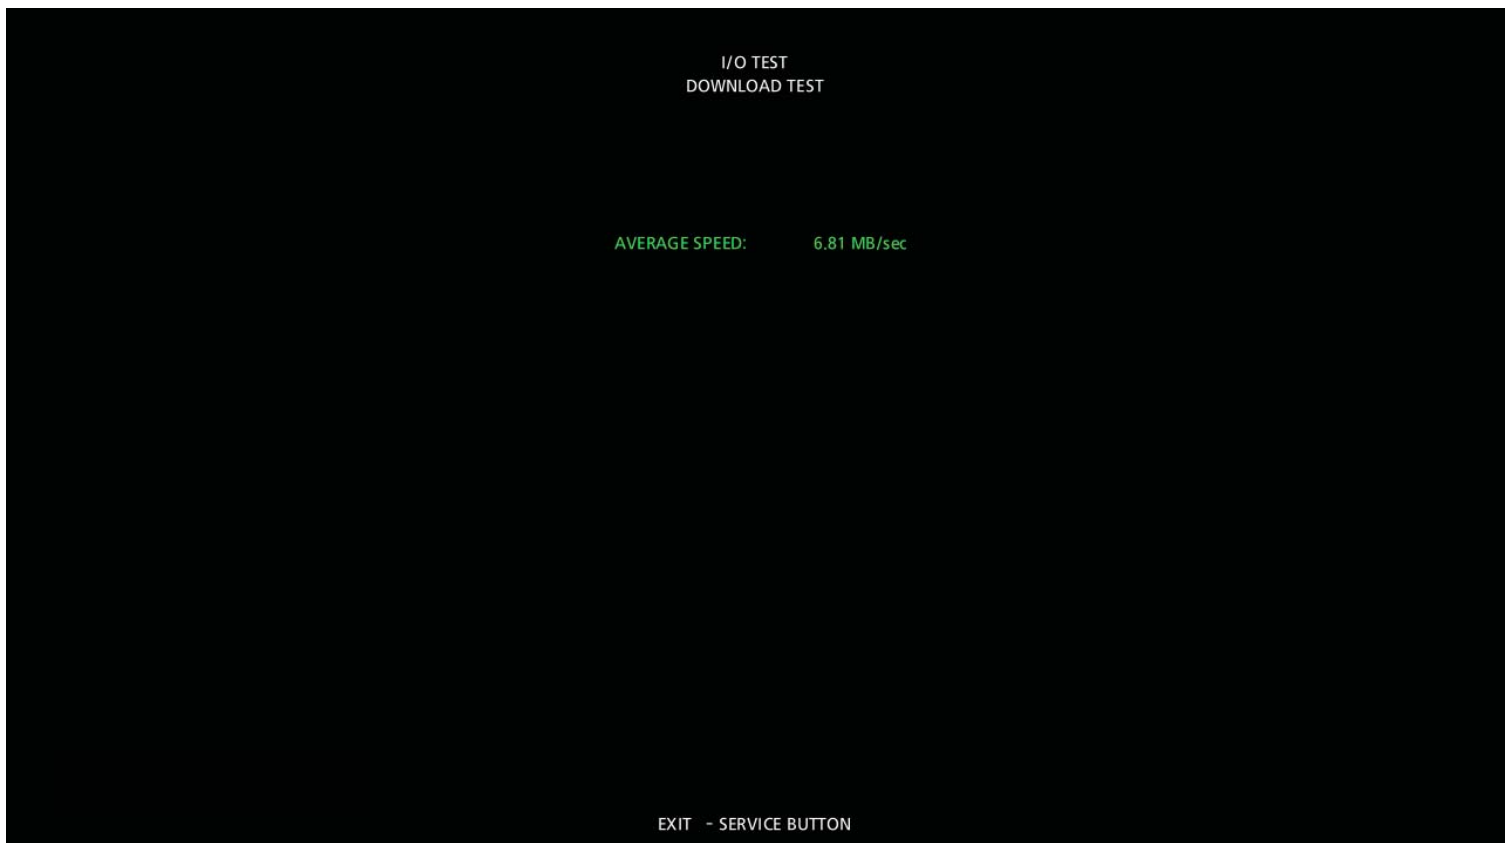 I/O TEST
DOWNLOAD TEST
AVERAGE SPEED: 6.81 MB/sec
EXIT - SERVICE BUTTON